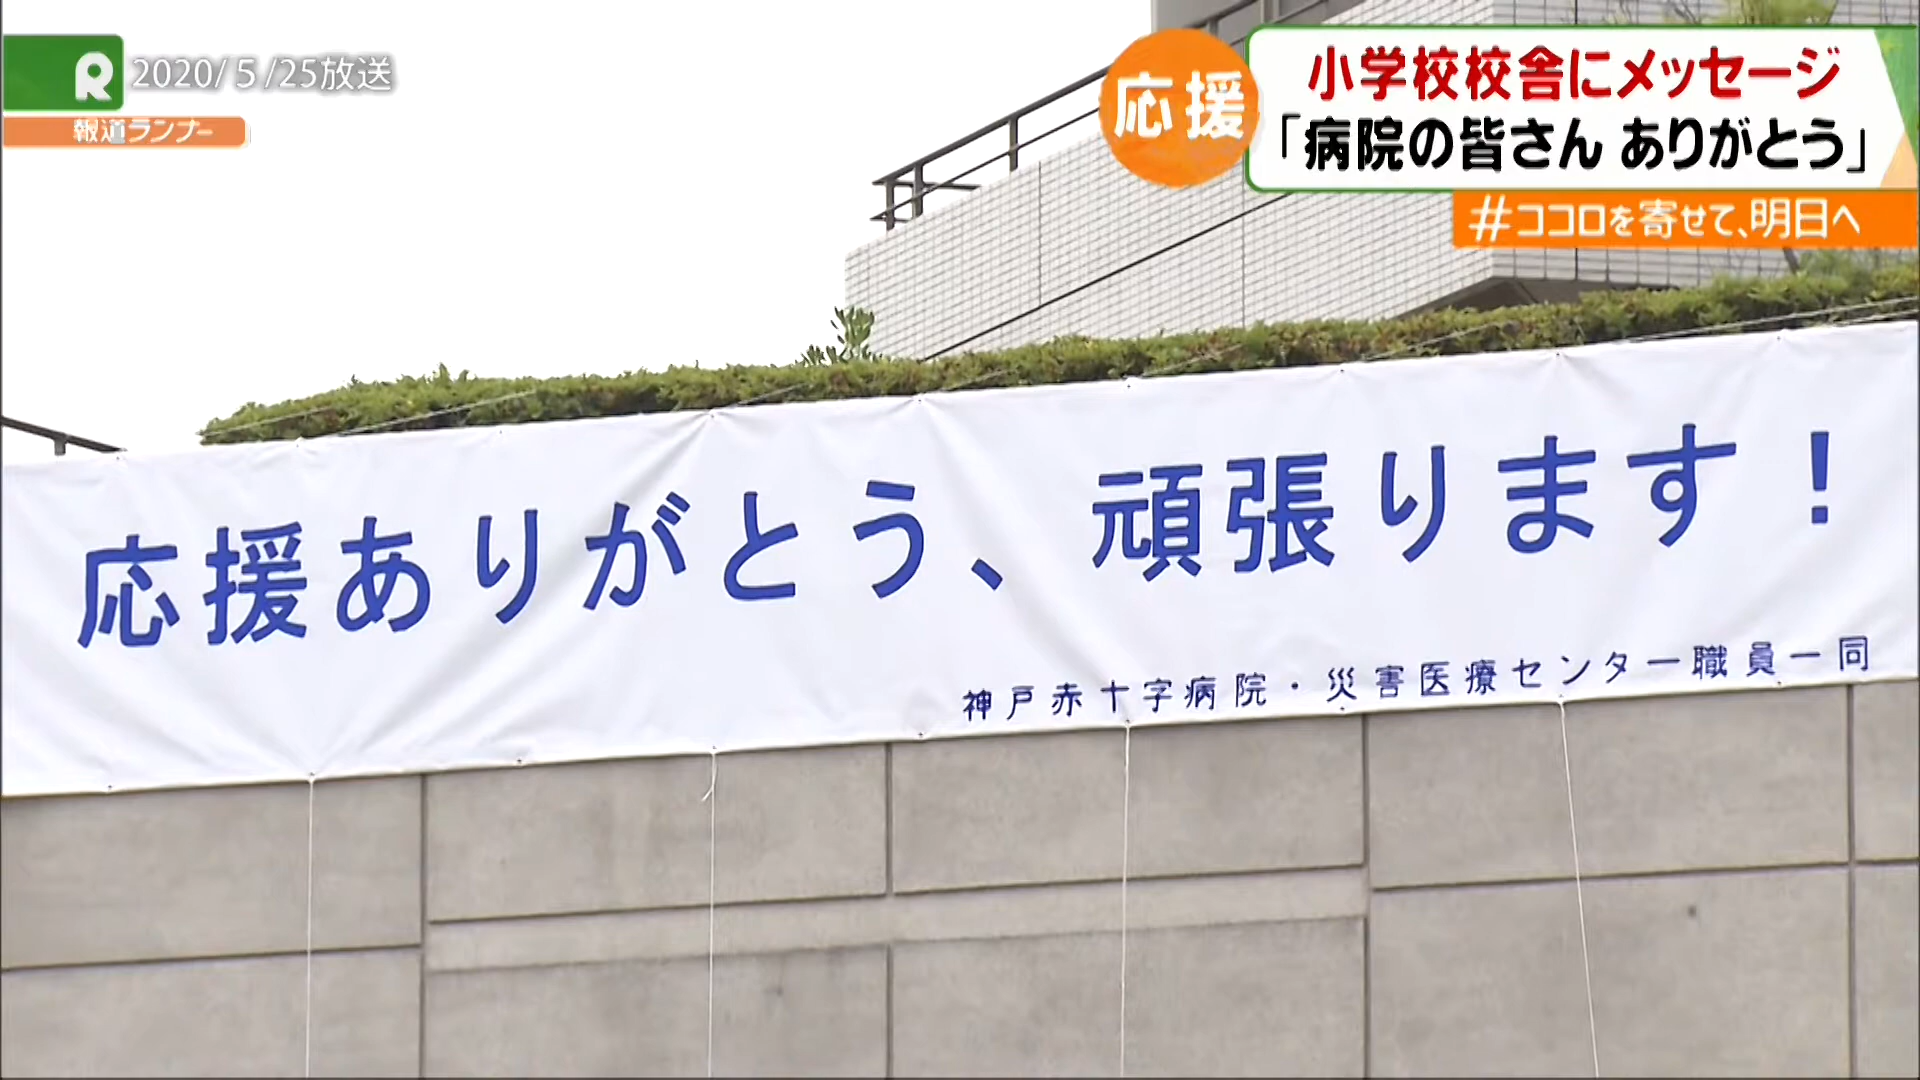 R
2020/5/25放送
報道ランナー
応援
小学校校舎にメッセージ
「病院の皆さん ありがとう」
#ココロを寄せて、明日へ
応援ありがとう、頑張ります!
神戸赤十字病院・災害医療センター職員一同